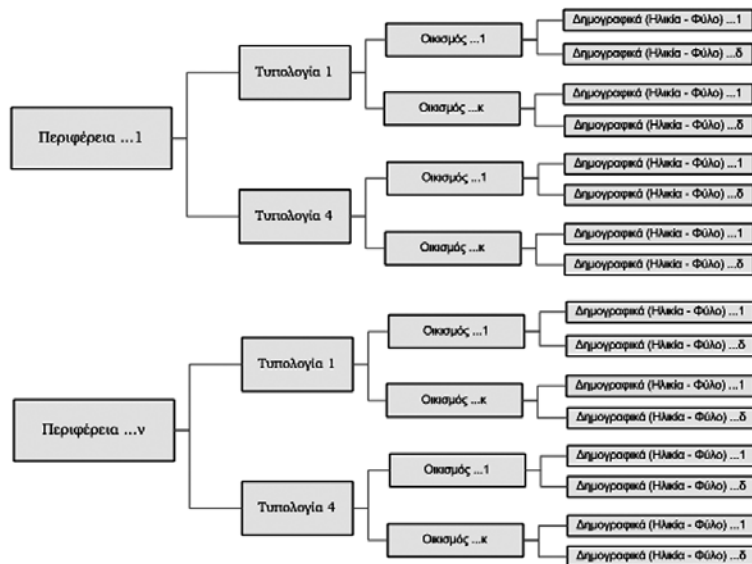 Περιφέρεια ...1
Τυπολογία 1
Οικισμός ...1
Δημογραφικά (Ηλικία - Φύλο) ...1
Δημογραφικά (Ηλικία - Φύλο) ...δ
Οικισμός ...κ
Δημογραφικά (Ηλικία - Φύλο) ...1
Δημογραφικά (Ηλικία - Φύλο) ...δ
Τυπολογία 4
Οικισμός ...1
Δημογραφικά (Ηλικία - Φύλο) ...1
Δημογραφικά (Ηλικία - Φύλο) ...δ
Οικισμός ...κ
Δημογραφικά (Ηλικία - Φύλο) ...1
Δημογραφικά (Ηλικία - Φύλο) ...δ
Περιφέρεια ...ν
Τυπολογία 1
Οικισμός ...1
Δημογραφικά (Ηλικία - Φύλο) ...1
Δημογραφικά (Ηλικία - Φύλο) ...δ
Οικισμός ...κ
Δημογραφικά (Ηλικία - Φύλο) ...1
Δημογραφικά (Ηλικία - Φύλο) ...δ
Τυπολογία 4
Οικισμός ...1
Δημογραφικά (Ηλικία - Φύλο) ...1
Δημογραφικά (Ηλικία - Φύλο) ...δ
Οικισμός ...κ
Δημογραφικά (Ηλικία - Φύλο) ...1
Δημογραφικά (Ηλικία - Φύλο) ...δ